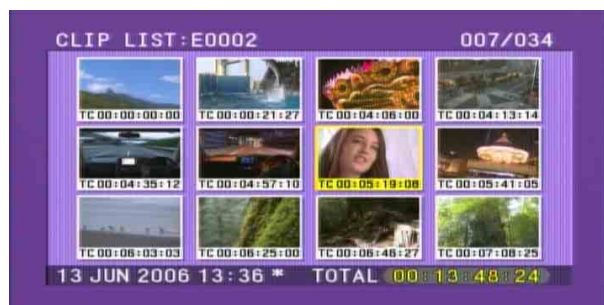 CLIP LIST:E0002 007/034
TC 00:00:00:00 TC 00:00:21:27 TC 00:04:06:00 TC 00:04:13:14
TC 00:04:35:12 TC 00:04:57:10 TC 00:05:19:08 TC 00:05:41:05
TC 00:06:03:03 TC 00:06:25:00 TC 00:06:46:27 TC 00:07:08:25
13 JUN 2006 13:36 * TOTAL 00:13:48:24